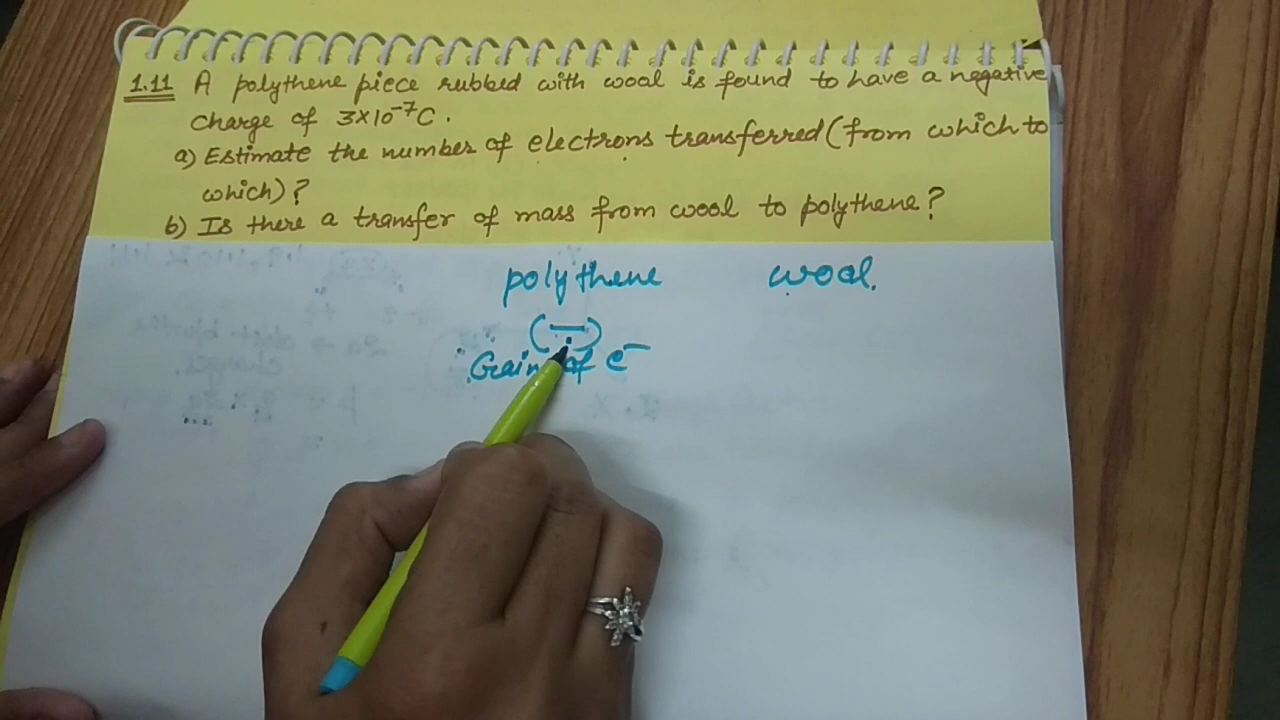 1.11 A polythene piece rubbed with wool is found to have a negative
charge of 3X10⁻⁷C.
a) Estimate the number of electrons transferred (from which to
which)?
b) Is there a transfer of mass from wool to polythene?
polythene wool.
(—)
Gain of e⁻